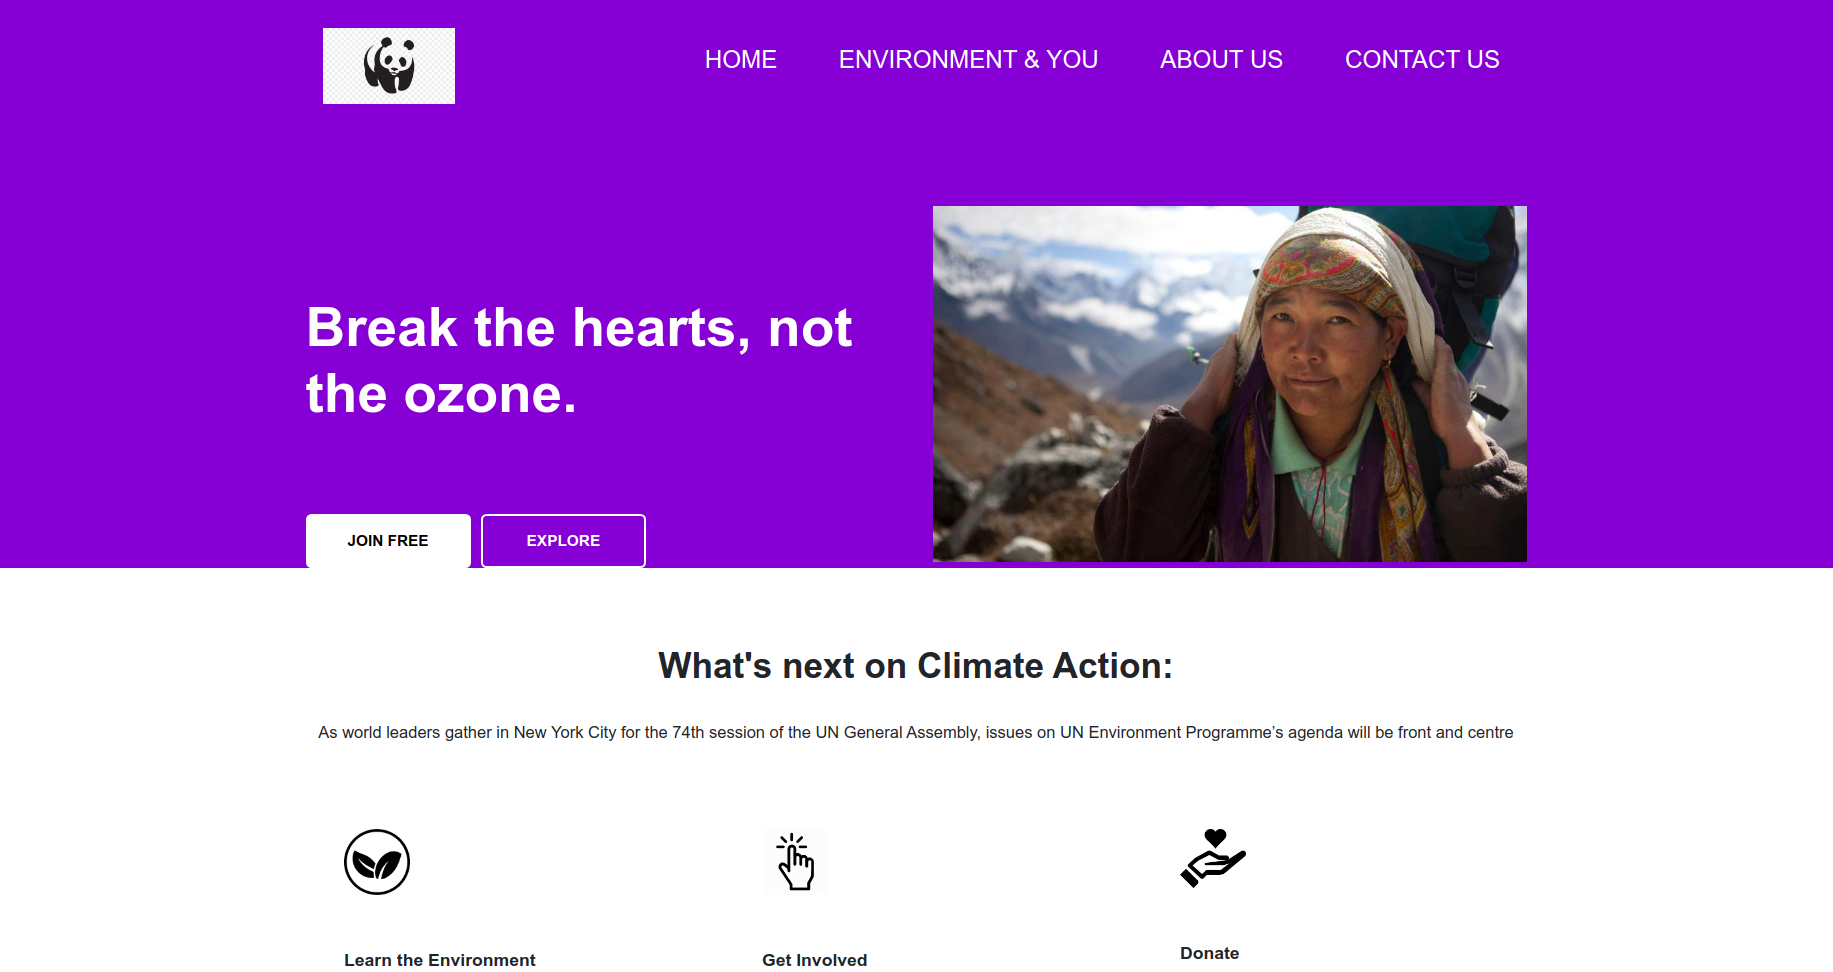 HOME ENVIRONMENT & YOU ABOUT US CONTACT US
Break the hearts, not
the ozone.
JOIN FREE EXPLORE
What's next on Climate Action:
As world leaders gather in New York City for the 74th session of the UN General Assembly, issues on UN Environment Programme’s agenda will be front and centre
Learn the Environment Get Involved Donate